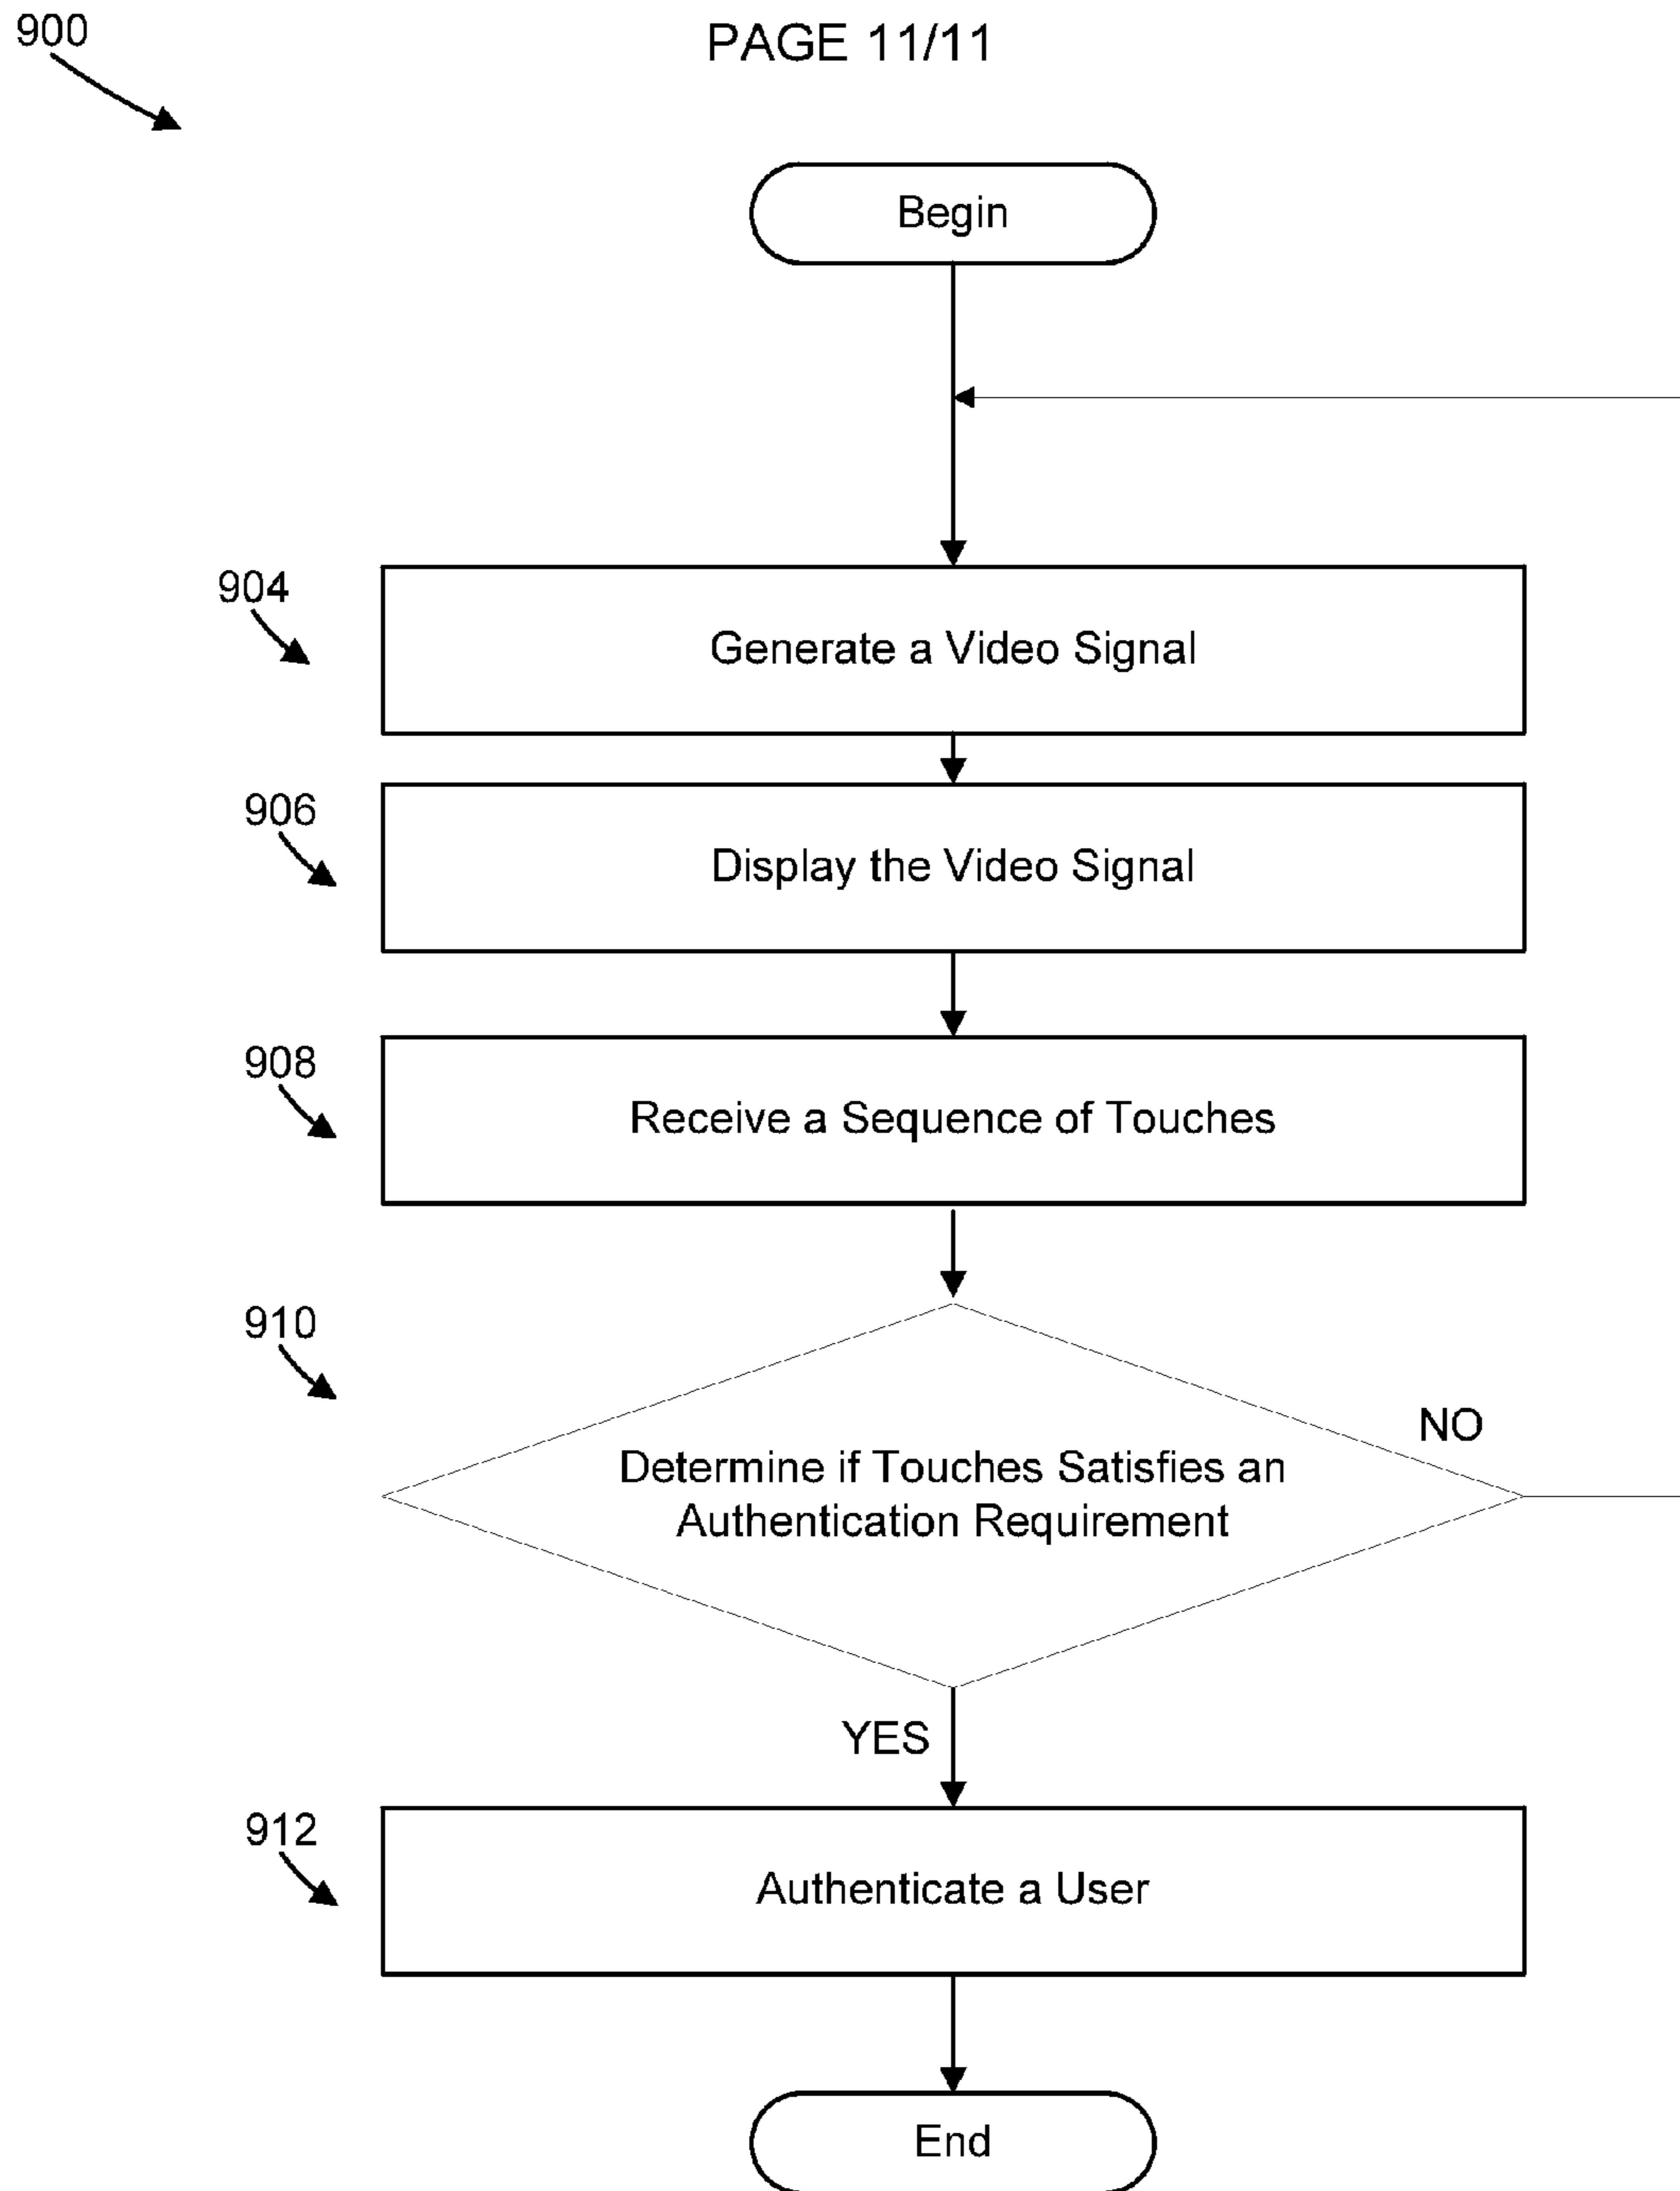 900
PAGE 11/11
Begin
904
Generate a Video Signal
906
Display the Video Signal
908
Receive a Sequence of Touches
910
NO
Determine if Touches Satisfies an
Authentication Requirement
YES
912
Authenticate a User
End